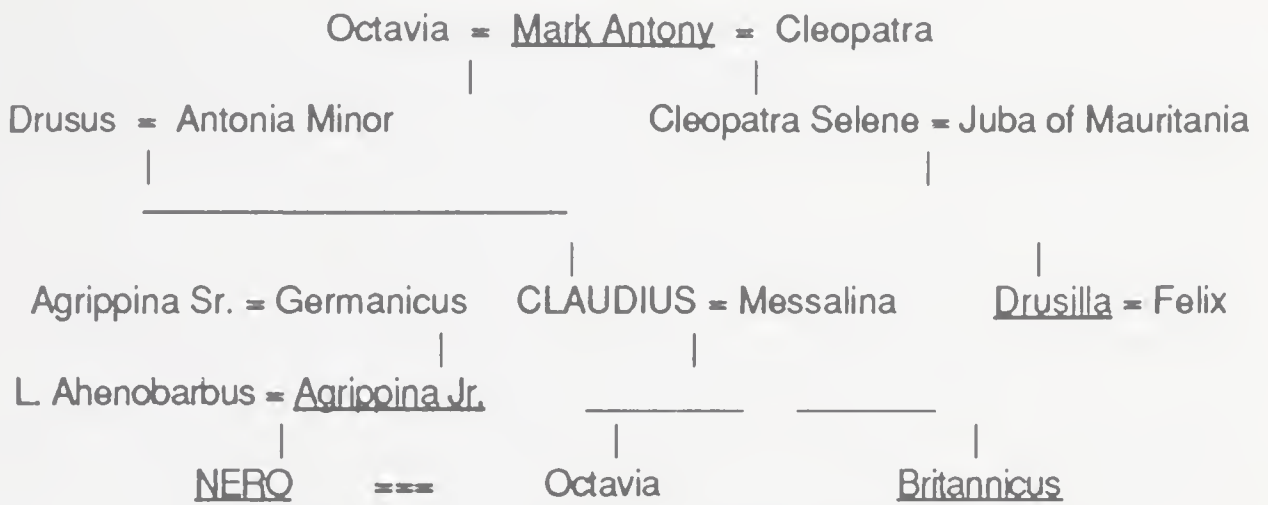 Octavia = Mark Antony = Cleopatra
Drusus = Antonia Minor Cleopatra Selene = Juba of Mauritania
Agrippina Sr. = Germanicus CLAUDIUS = Messalina Drusilla = Felix
L. Ahenobarbus = Agrippina Jr.
NERO === Octavia Britannicus